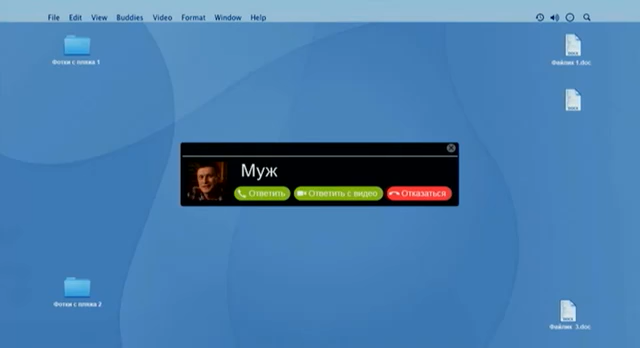 File Edit View Buddies Video Format Window Help
Фотки с пляжа 1
Файлик 1.doc
Муж
Ответить Ответить с видео Отказаться
Фотки с пляжа 2
Файлик 3.doc